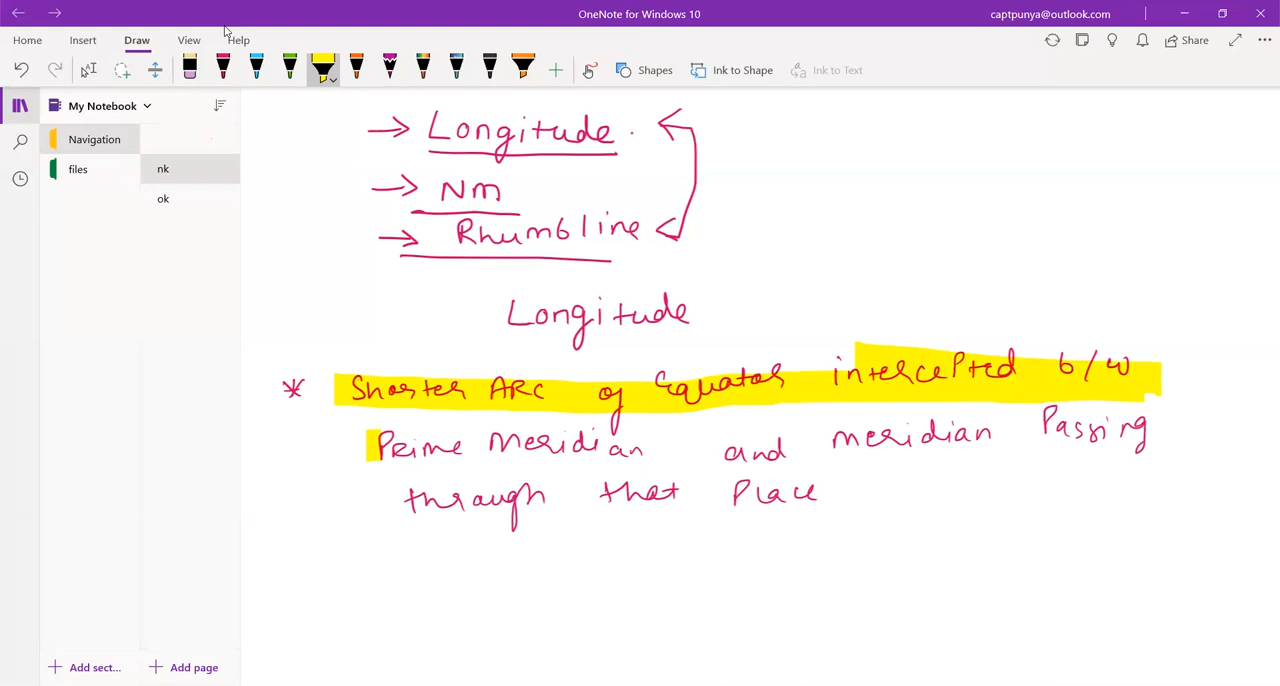 OneNote for Windows 10
captpunya@outlook.com
Home Insert Draw View Help
Share
Shapes Ink to Shape Ink to Text
My Notebook
Navigation
files
nk
ok
→ Longitude.
→ Nm
→ Rhumbline
Longitude
* Shorter ARC of Equator intercepted b/w
Prime Meridian and meridian Passing
through that Place
+ Add sect... + Add page